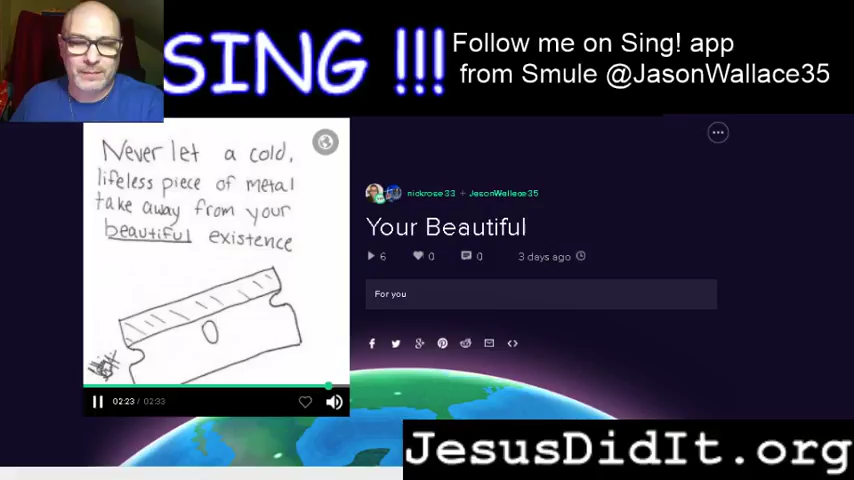 SING !!!
Follow me on Sing! app
from Smule @JasonWallace35
Never let a cold,
lifeless piece of metal
take away from your
beautiful existence
nickrose33 + JasonWallace35
Your Beautiful
6
0
0
3 days ago
For you
02:23 / 02:33
JesusDidIt.org